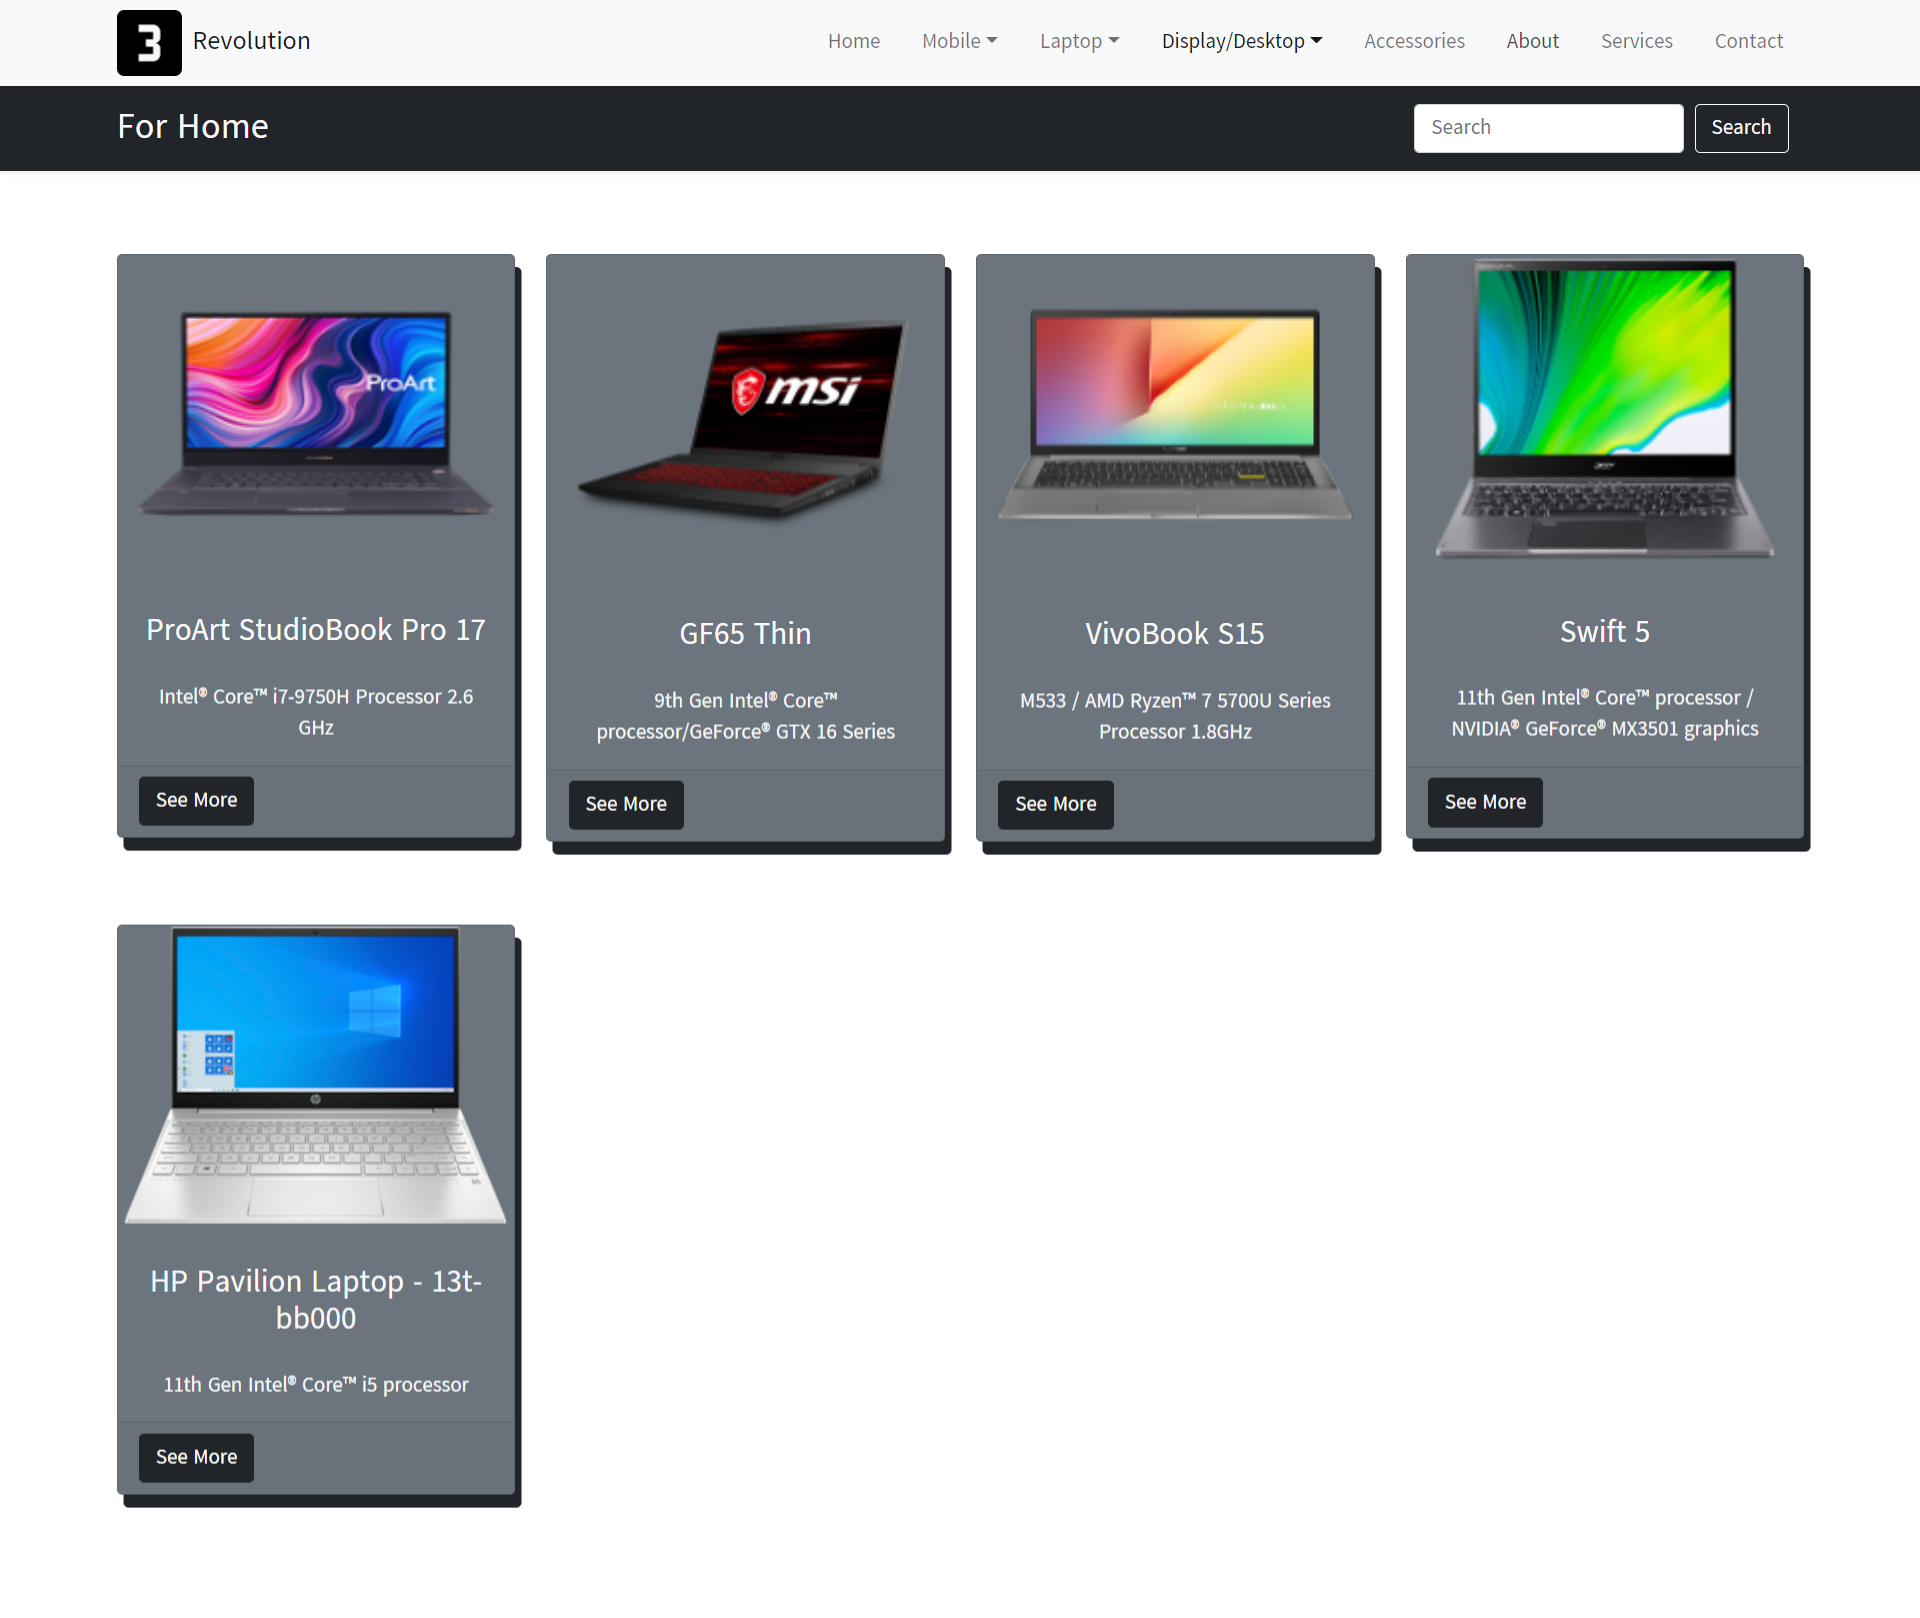 3 Revolution Home Mobile Laptop Display/Desktop Accessories About Services Contact
For Home Search Search
ProArt
msi
acer
ProArt StudioBook Pro 17
Intel® Core™ i7-9750H Processor 2.6
GHz
See More
GF65 Thin
9th Gen Intel® Core™
processor/GeForce® GTX 16 Series
See More
VivoBook S15
M533 / AMD Ryzen™ 7 5700U Series
Processor 1.8GHz
See More
Swift 5
11th Gen Intel® Core™ processor /
NVIDIA® GeForce® MX3501 graphics
See More
hp
HP Pavilion Laptop - 13t-
bb000
11th Gen Intel® Core™ i5 processor
See More